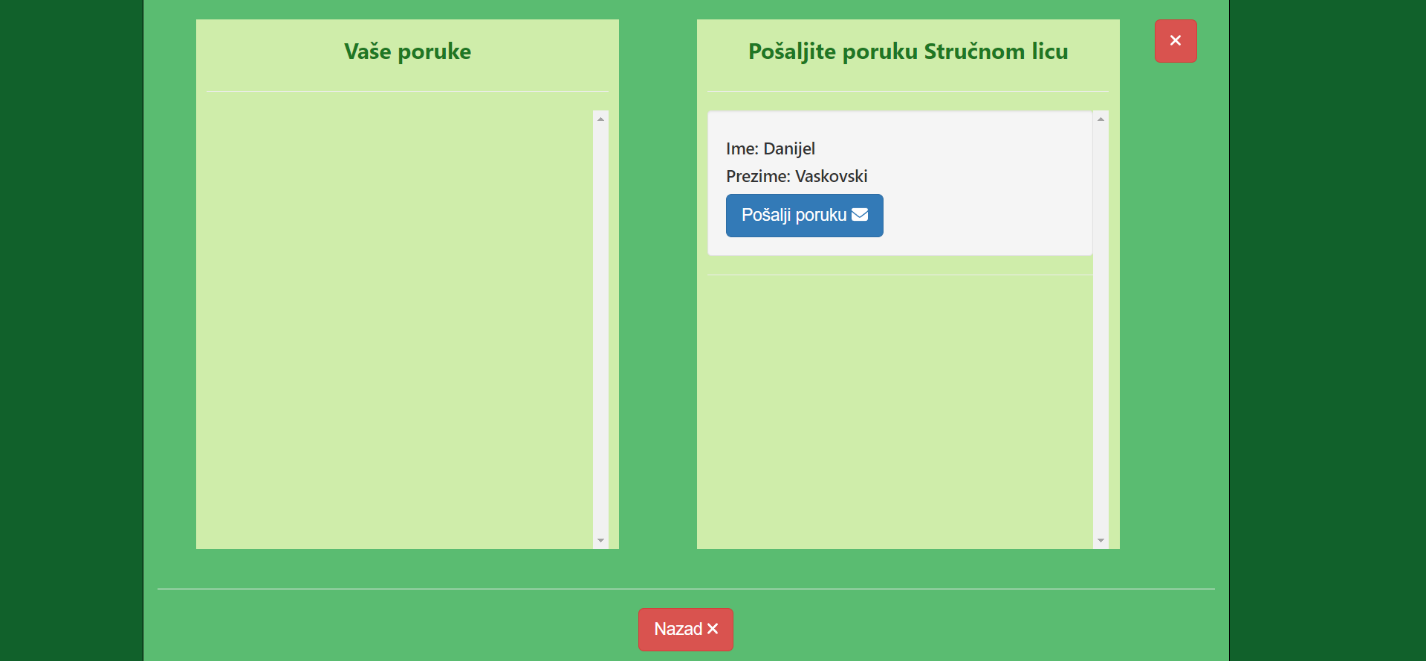 Vaše poruke
Pošaljite poruku Stručnom licu
Ime: Danijel
Prezime: Vaskovski
Pošalji poruku
Nazad